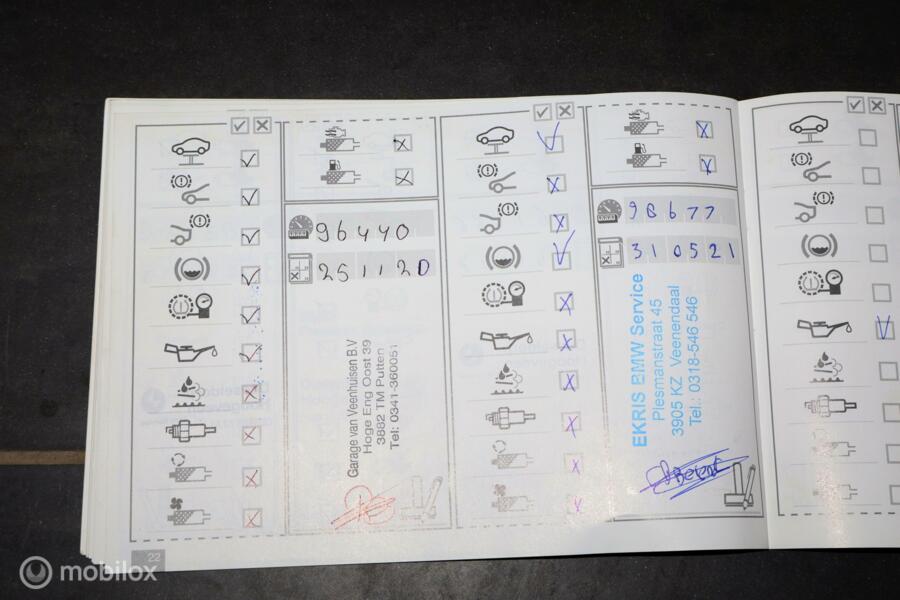 96440
251120
Garage van Veenhuisen B.V
Hoge Eng Oost 39
3882 TM Putten
Tel: 0341-360051
98677
310521
EKRIS BMW Service
Plesmanstraat 45
3905 KZ Veenendaal
Tel.: 0318-546 546
22
mobilox